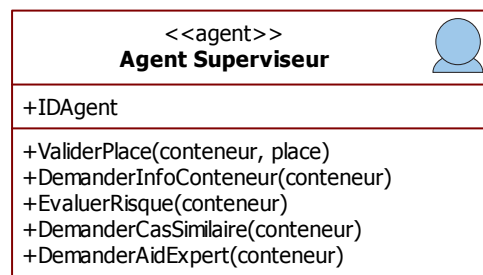 <<agent>>
Agent Superviseur
+IDAgent
+ValiderPlace(conteneur, place)
+DemanderInfoConteneur(conteneur)
+EvaluerRisque(conteneur)
+DemanderCasSimilaire(conteneur)
+DemanderAidExpert(conteneur)